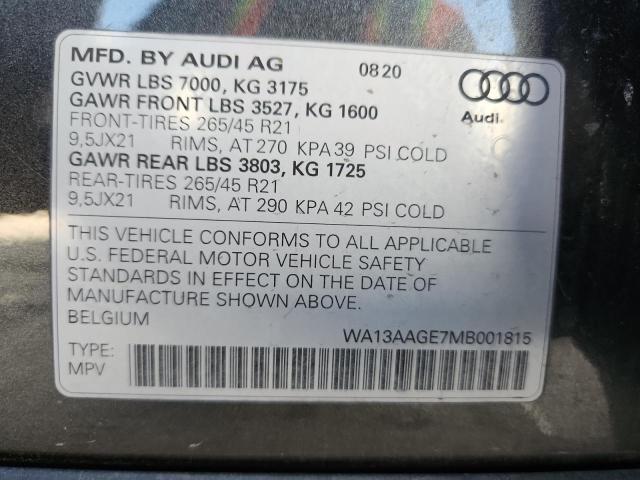 MFD. BY AUDI AG 0820
GVWR LBS 7000, KG 3175
GAWR FRONT LBS 3527, KG 1600
Audi
FRONT-TIRES 265/45 R21
9,5JX21 RIMS, AT 270 KPA 39 PSI COLD
GAWR REAR LBS 3803, KG 1725
REAR-TIRES 265/45 R21
9,5JX21 RIMS, AT 290 KPA 42 PSI COLD
THIS VEHICLE CONFORMS TO ALL APPLICABLE
U.S. FEDERAL MOTOR VEHICLE SAFETY
STANDARDS IN EFFECT ON THE DATE OF
MANUFACTURE SHOWN ABOVE.
BELGIUM
WA13AAGE7MB001815
TYPE:
MPV